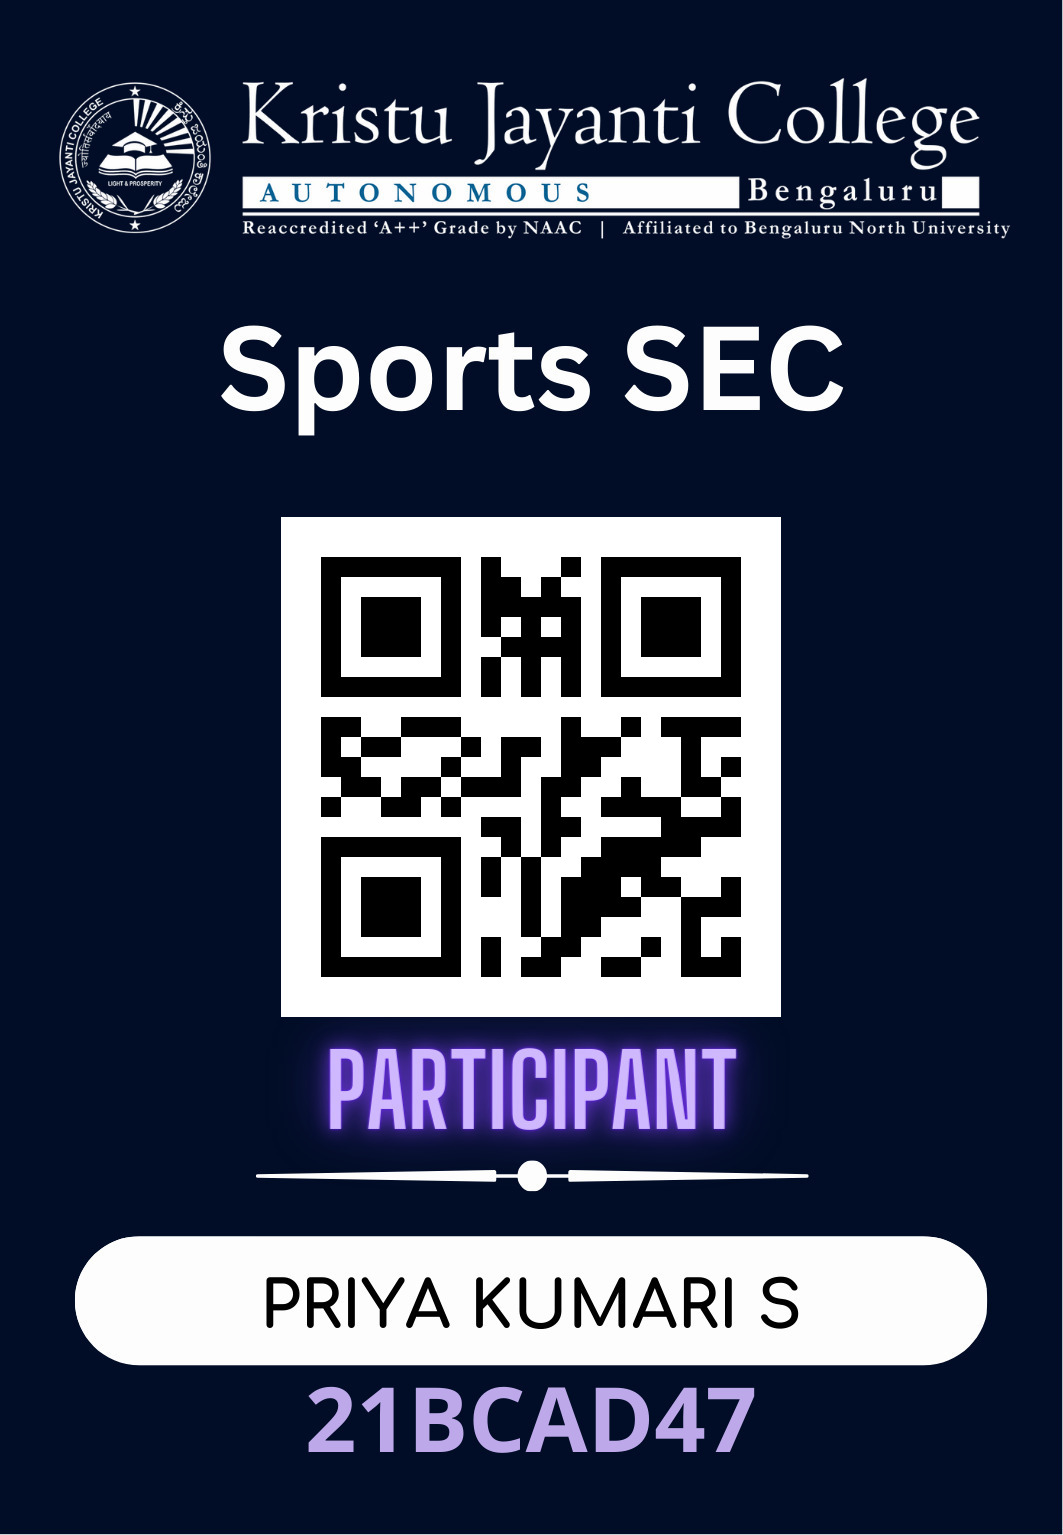 KRISTU JAYANTI COLLEGE
ಕ್ರಿಸ್ತು ಜಯಂತಿ ಕಾಲೇಜು
LIGHT & PROSPERITY
Kristu Jayanti College
AUTONOMOUS Bengaluru
Reaccredited ‘A++’ Grade by NAAC | Affiliated to Bengaluru North University
Sports SEC
PARTICIPANT
PRIYA KUMARI S
21BCAD47